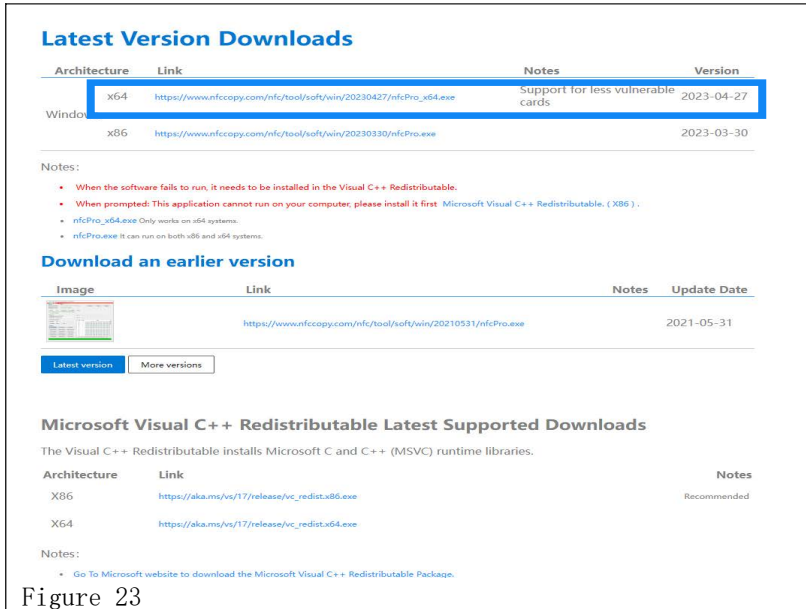 Latest Version Downloads
Architecture Link Notes Version
x64 https://www.nfccopy.com/nfc/tool/soft/win/20230427/nfcPro_x64.exe Support for less vulnerable cards 2023-04-27
Window
x86 https://www.nfccopy.com/nfc/tool/soft/win/20230330/nfcPro.exe 2023-03-30
Notes:
• When the software fails to run, it needs to be installed in the Visual C++ Redistributable.
• When prompted: This application cannot run on your computer, please install it first Microsoft Visual C++ Redistributable. ( X86 ) .
• nfcPro_x64.exe Only works on x64 systems.
• nfcPro.exe It can run on both x86 and x64 systems.
Download an earlier version
Image Link Notes Update Date
https://www.nfccopy.com/nfc/tool/soft/win/20210531/nfcPro.exe 2021-05-31
Latest version More versions
Microsoft Visual C++ Redistributable Latest Supported Downloads
The Visual C++ Redistributable installs Microsoft C and C++ (MSVC) runtime libraries.
Architecture Link Notes
X86 https://aka.ms/vs/17/release/vc_redist.x86.exe Recommended
X64 https://aka.ms/vs/17/release/vc_redist.x64.exe
Notes:
• Go To Microsoft website to download the Microsoft Visual C++ Redistributable Package.
Figure 23